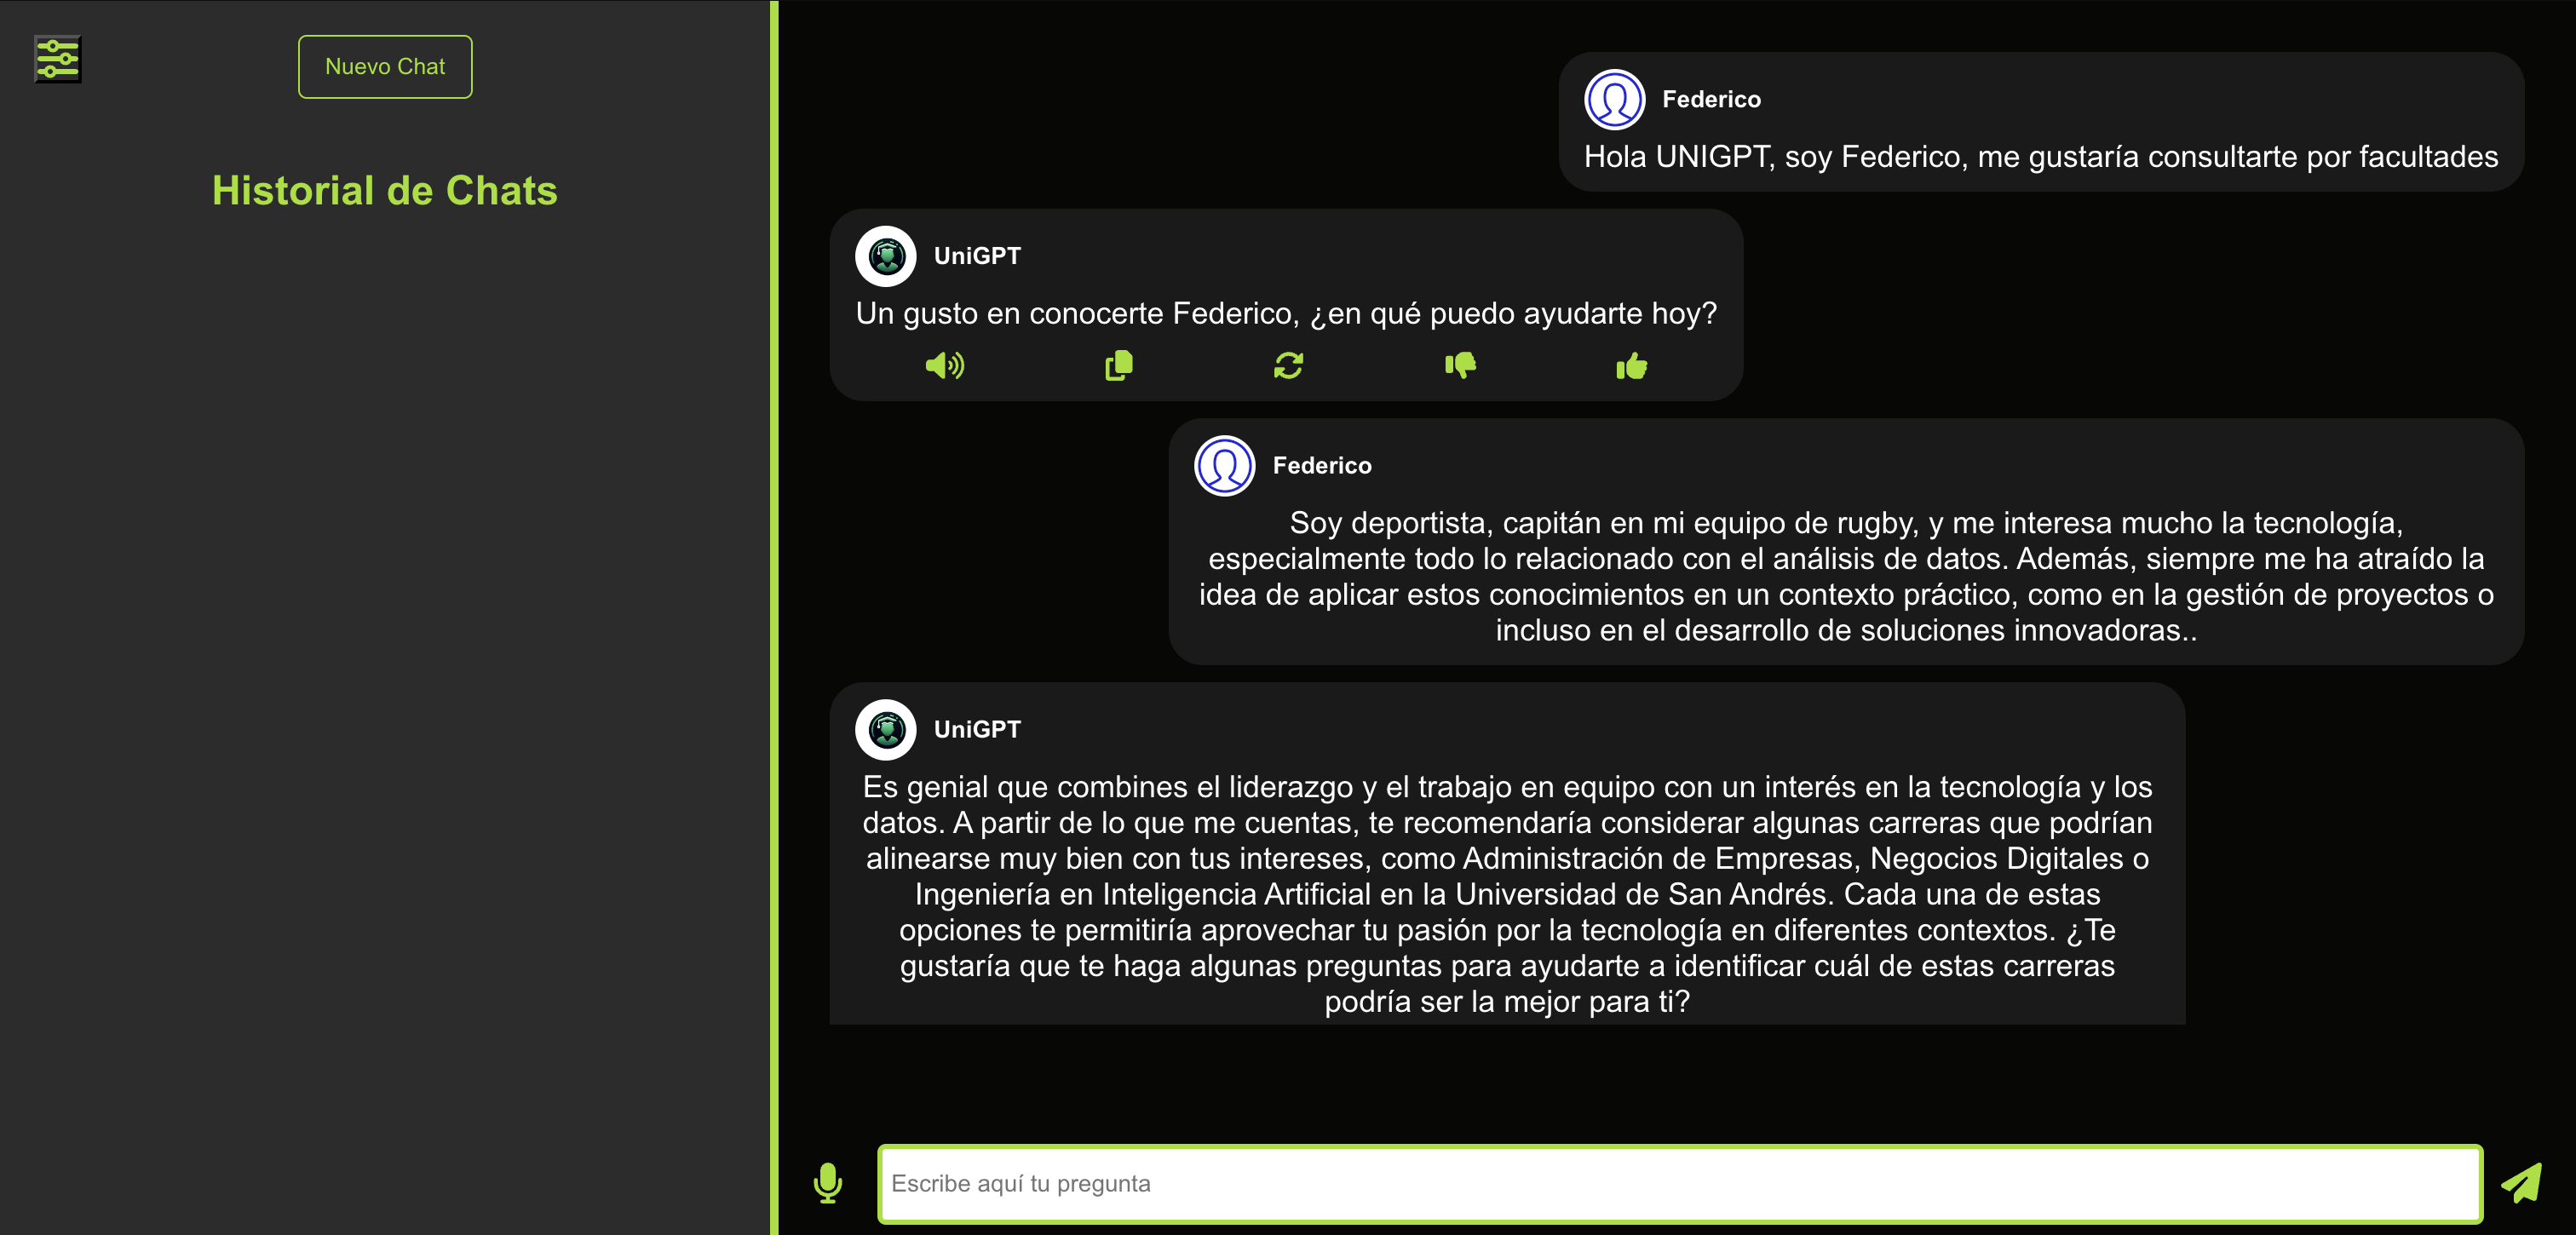 Nuevo Chat
Historial de Chats
Federico
Hola UNIGPT, soy Federico, me gustaría consultarte por facultades
UniGPT
Un gusto en conocerte Federico, ¿en qué puedo ayudarte hoy?
Federico
Soy deportista, capitán en mi equipo de rugby, y me interesa mucho la tecnología,
especialmente todo lo relacionado con el análisis de datos. Además, siempre me ha atraído la
idea de aplicar estos conocimientos en un contexto práctico, como en la gestión de proyectos o
incluso en el desarrollo de soluciones innovadoras..
UniGPT
Es genial que combines el liderazgo y el trabajo en equipo con un interés en la tecnología y los
datos. A partir de lo que me cuentas, te recomendaría considerar algunas carreras que podrían
alinearse muy bien con tus intereses, como Administración de Empresas, Negocios Digitales o
Ingeniería en Inteligencia Artificial en la Universidad de San Andrés. Cada una de estas
opciones te permitiría aprovechar tu pasión por la tecnología en diferentes contextos. ¿Te
gustaría que te haga algunas preguntas para ayudarte a identificar cuál de estas carreras
podría ser la mejor para ti?
Escribe aquí tu pregunta